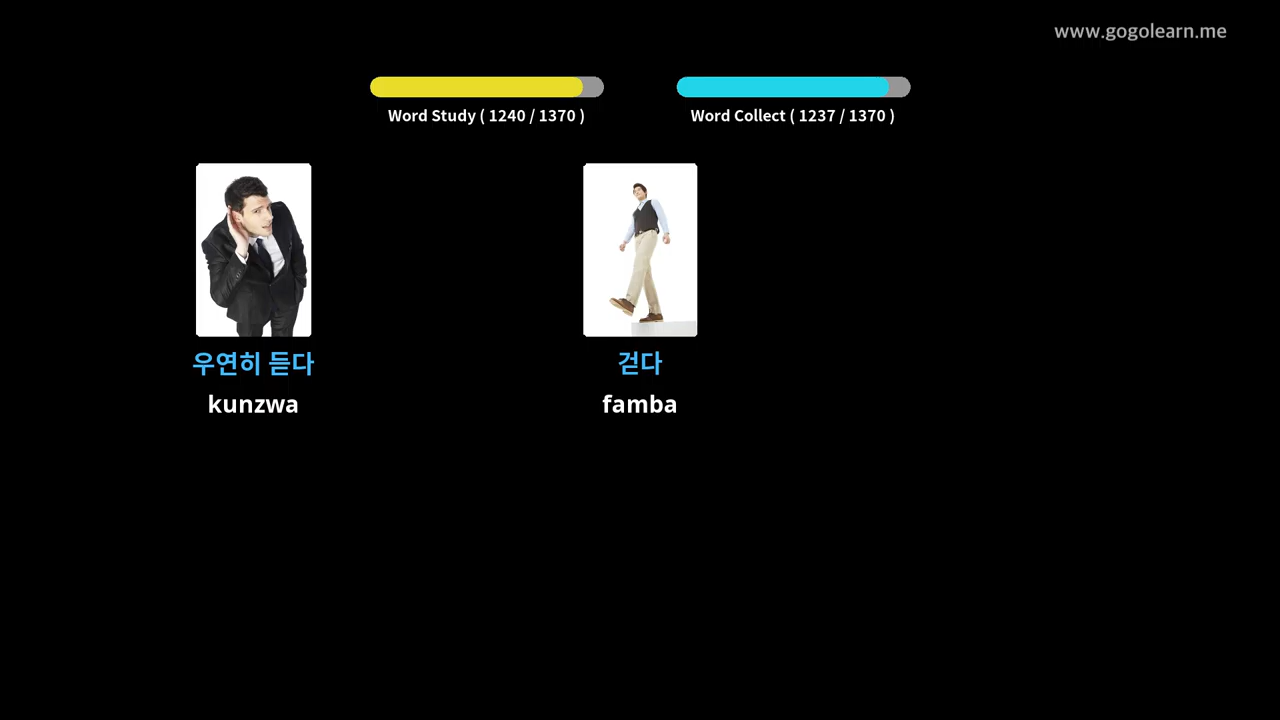 www.gogolearn.me
Word Study ( 1240 / 1370 )
Word Collect ( 1237 / 1370 )
우연히 듣다
kunzwa
걷다
famba